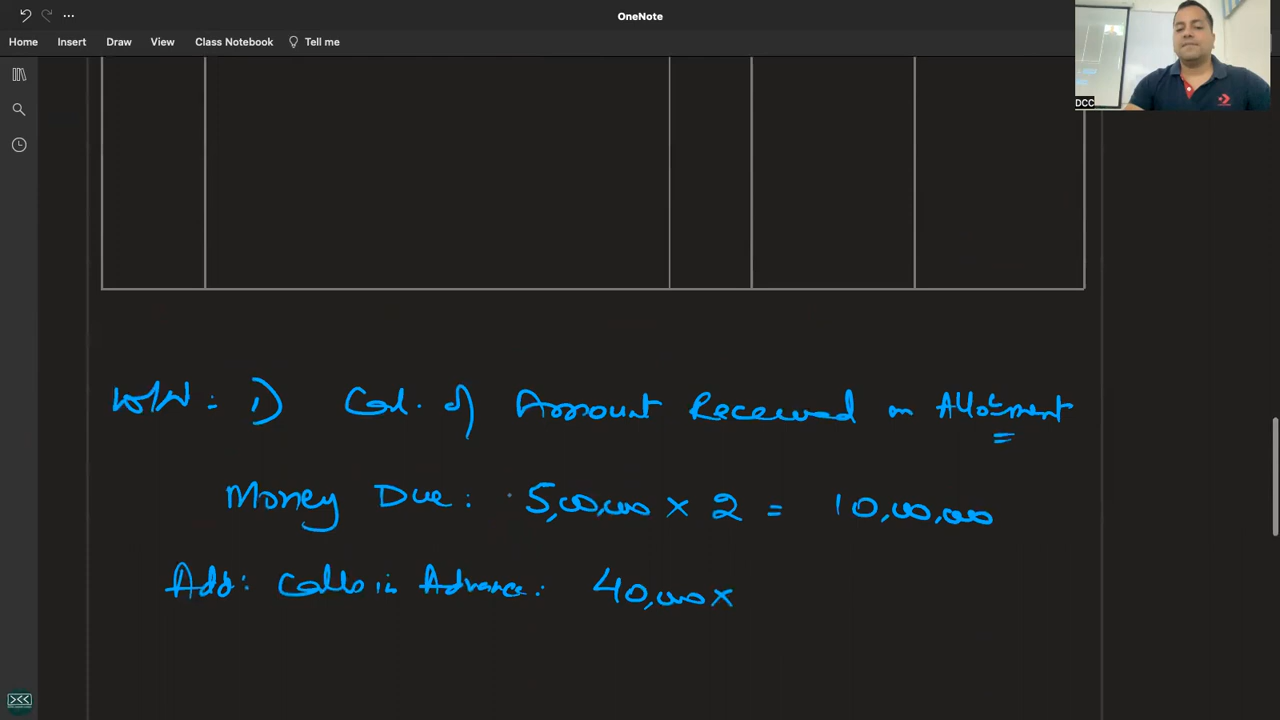 OneNote
Home Insert Draw View Class Notebook Tell me
DCC
W/N: 1) Cal. of Amount Received on Allotment
Money Due: 5,00,000 × 2 = 10,00,000
Add: Calls in Advance: 40,000 ×